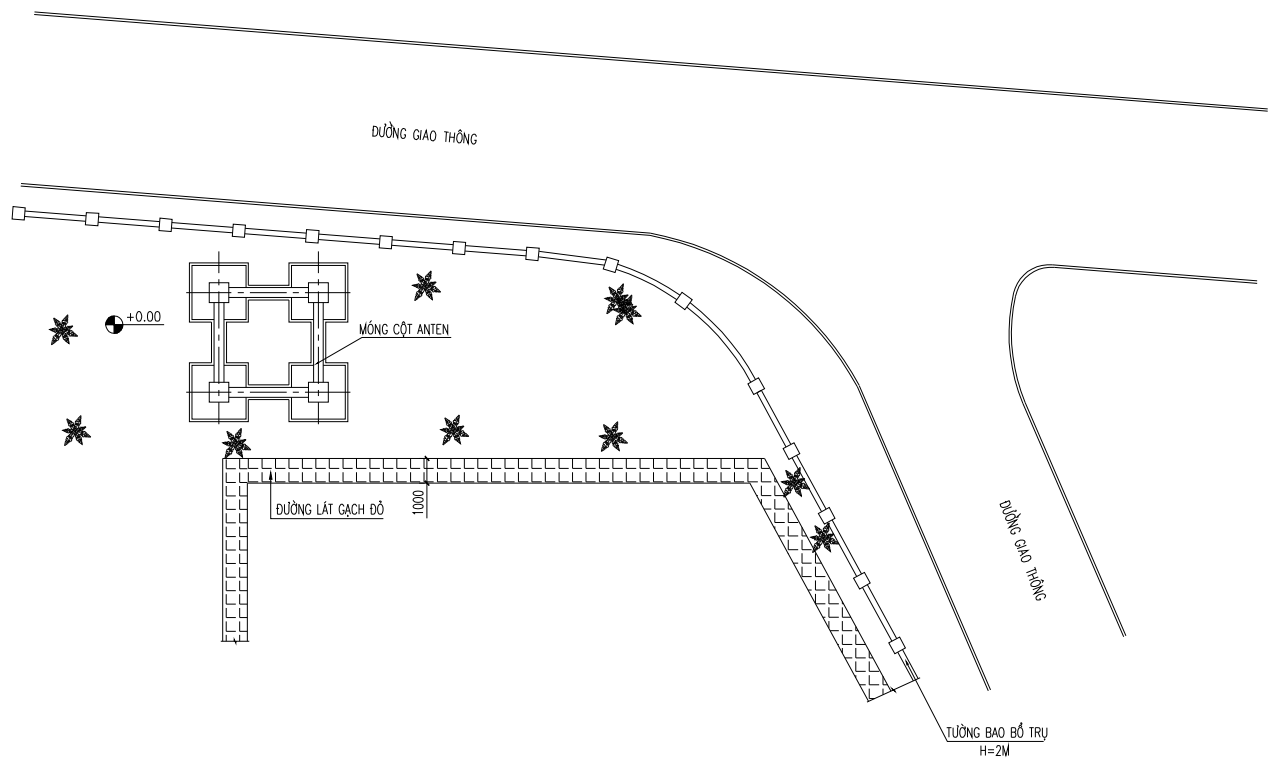 ĐƯỜNG GIAO THÔNG
+0.00
MÓNG CỘT ANTEN
ĐƯỜNG LÁT GẠCH ĐỎ
1000
ĐƯỜNG GIAO THÔNG
TƯỜNG BAO BỔ TRỤ
H=2M